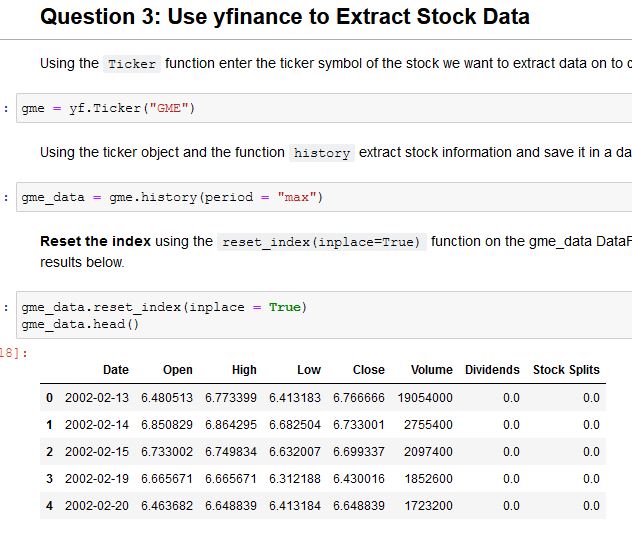 Question 3: Use yfinance to Extract Stock Data
Using the Ticker function enter the ticker symbol of the stock we want to extract data on to
: gme = yf.Ticker("GME")
Using the ticker object and the function history extract stock information and save it in a
: gme_data = gme.history(period = "max")
Reset the index using the reset_index(inplace=True) function on the gme_data
results below.
: gme_data.reset_index(inplace = True)
gme_data.head()
18]:
Date Open High Low Close Volume Dividends Stock Splits
0 2002-02-13 6.480513 6.773399 6.413183 6.766666 19054000 0.0 0.0
1 2002-02-14 6.850829 6.864295 6.682504 6.733001 2755400 0.0 0.0
2 2002-02-15 6.733002 6.749834 6.632007 6.699337 2097400 0.0 0.0
3 2002-02-19 6.665671 6.665671 6.312188 6.430016 1852600 0.0 0.0
4 2002-02-20 6.463682 6.648839 6.413184 6.648839 1723200 0.0 0.0